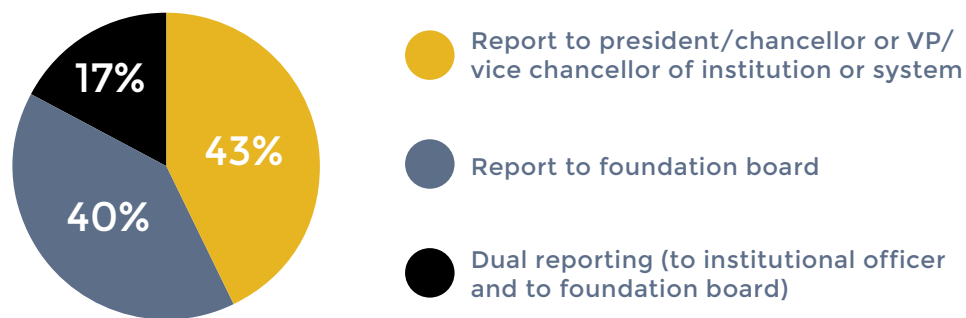 17%
43%
40%
Report to president/chancellor or VP/
vice chancellor of institution or system
Report to foundation board
Dual reporting (to institutional officer
and to foundation board)